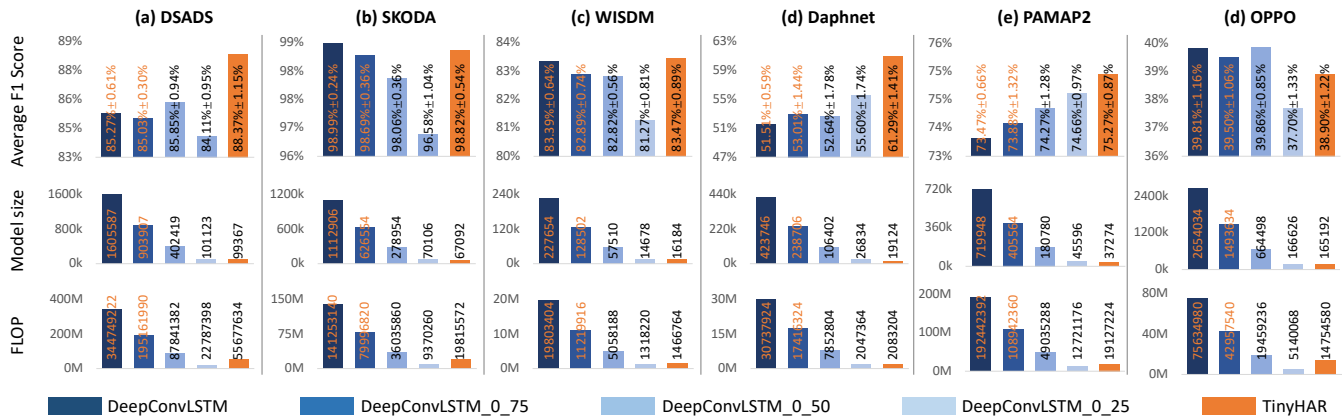 (a) DSADS (b) SKODA (c) WISDM (d) Daphnet (e) PAMAP2 (d) OPPO
Average F1 Score
89%
88%
86%
85%
83%
85.27%±0.61%
85.03%±0.30%
85.85%±0.94%
84.11%±0.95%
88.37%±1.15%
99%
98%
98%
97%
96%
98.99%±0.24%
98.69%±0.36%
98.06%±0.36%
96.58%±1.04%
98.82%±0.54%
84%
83%
82%
81%
80%
83.39%±0.64%
82.89%±0.74%
82.82%±0.56%
81.27%±0.81%
83.47%±0.89%
63%
59%
55%
51%
47%
51.51%±0.59%
53.01%±1.44%
52.64%±1.78%
55.60%±1.74%
61.29%±1.41%
76%
75%
75%
74%
73%
73.47%±0.66%
73.88%±1.32%
74.27%±1.28%
74.66%±0.97%
75.27%±0.87%
40%
39%
38%
37%
36%
39.81%±1.16%
39.50%±1.06%
39.86%±0.85%
37.70%±1.33%
38.90%±1.22%
Model size
1600k
800k
0k
1605587
903907
402419
101123
99367
1200k
600k
0k
1112906
626554
278954
70106
67092
240k
120k
0k
227654
128502
57510
14678
16184
440k
220k
0k
423746
238706
106402
26834
19124
720k
360k
0k
719948
405564
180780
45596
37274
2400k
1200k
0k
2654034
1493634
664498
166626
165192
FLOP
400M
200M
0M
344749222
195161990
87841382
22787398
55677634
150M
75M
0M
141253140
79996820
36035860
9370260
19815572
20M
10M
0M
19803404
11219916
5058188
1318220
1466764
30M
15M
0M
30737924
17415324
7852804
2047364
2083204
200M
100M
0M
192442392
108942360
49035288
12721176
19127224
80M
40M
0M
75634980
42957540
19459236
5140068
14754580
DeepConvLSTM DeepConvLSTM_0_75 DeepConvLSTM_0_50 DeepConvLSTM_0_25 TinyHAR